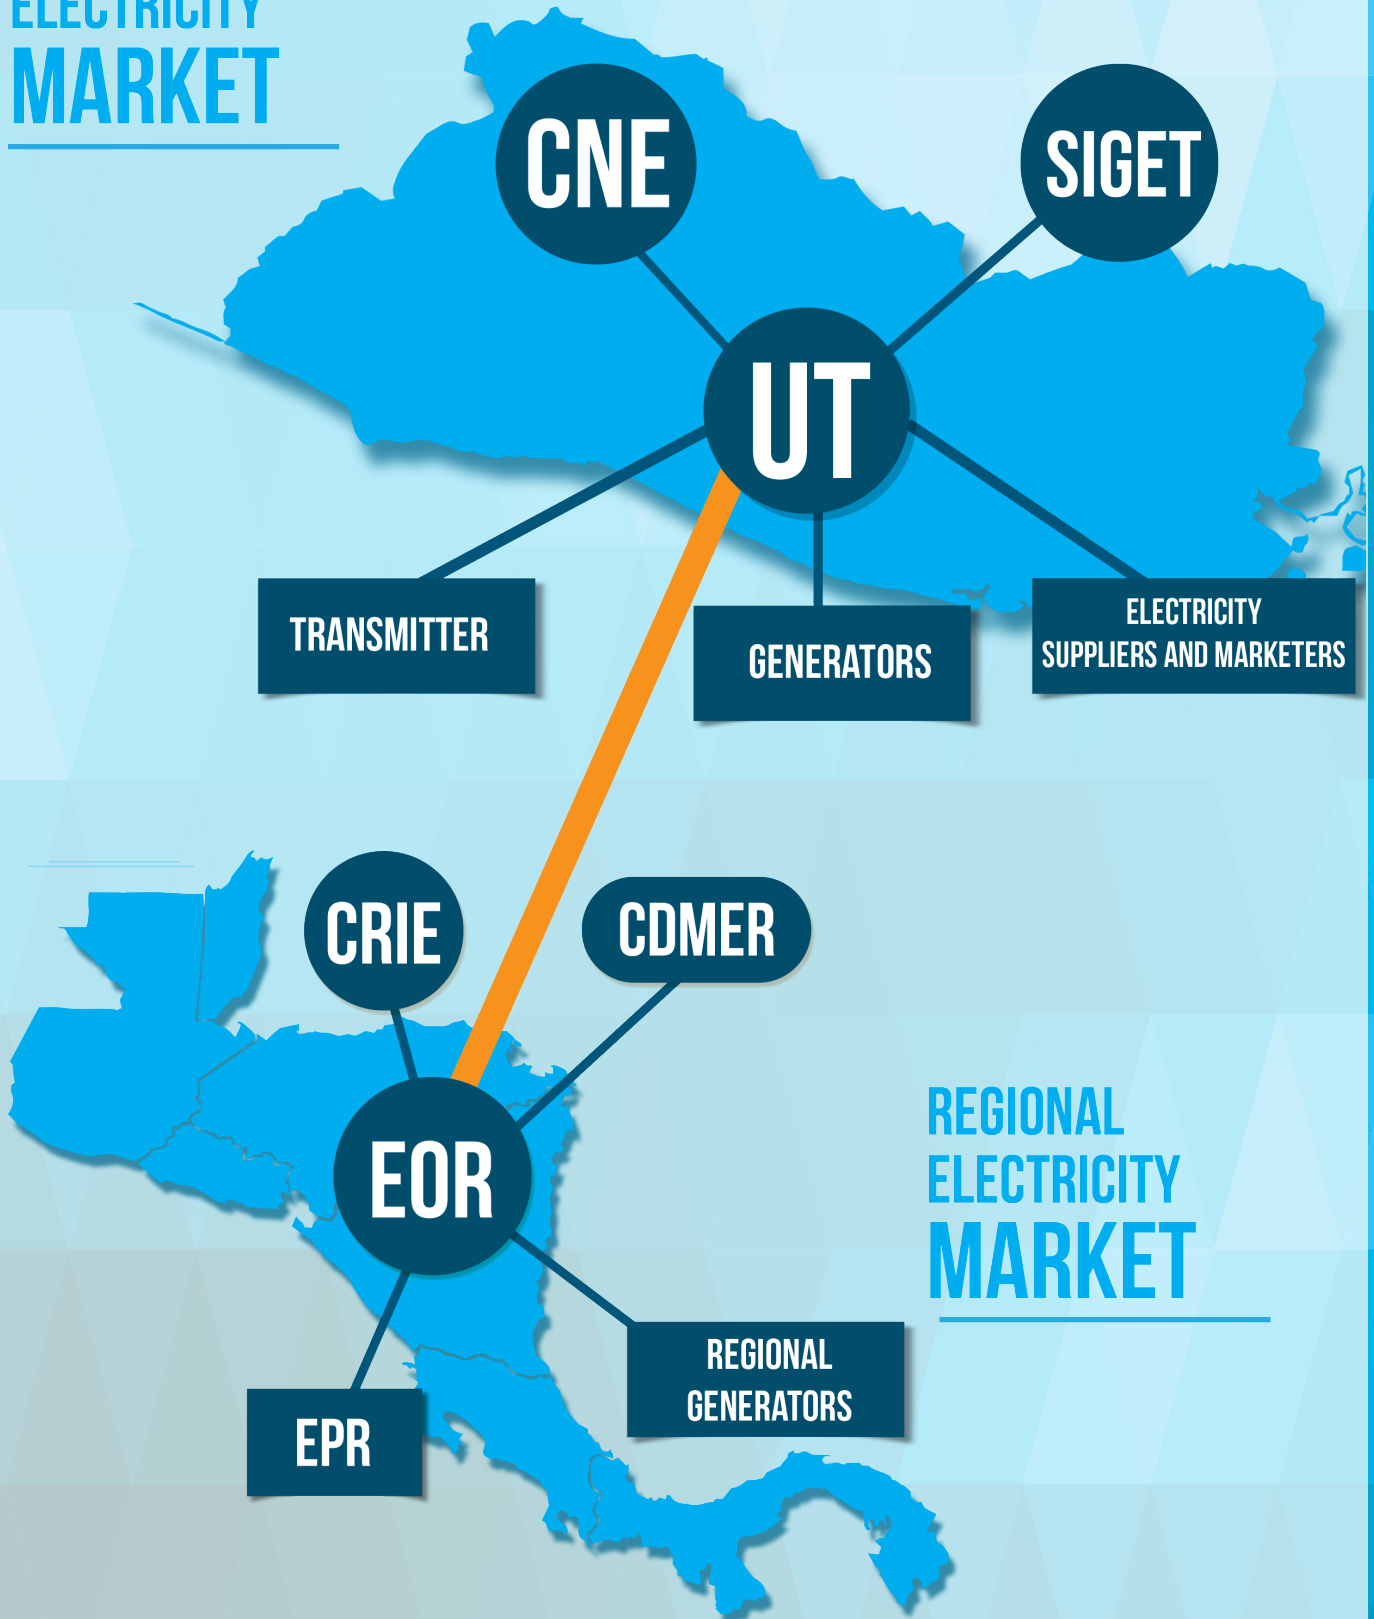 ELECTRICITY
MARKET
CNE
SIGET
UT
TRANSMITTER
GENERATORS
ELECTRICITY
SUPPLIERS AND MARKETERS
CRIE
CDMER
EOR
REGIONAL
ELECTRICITY
MARKET
REGIONAL
GENERATORS
EPR